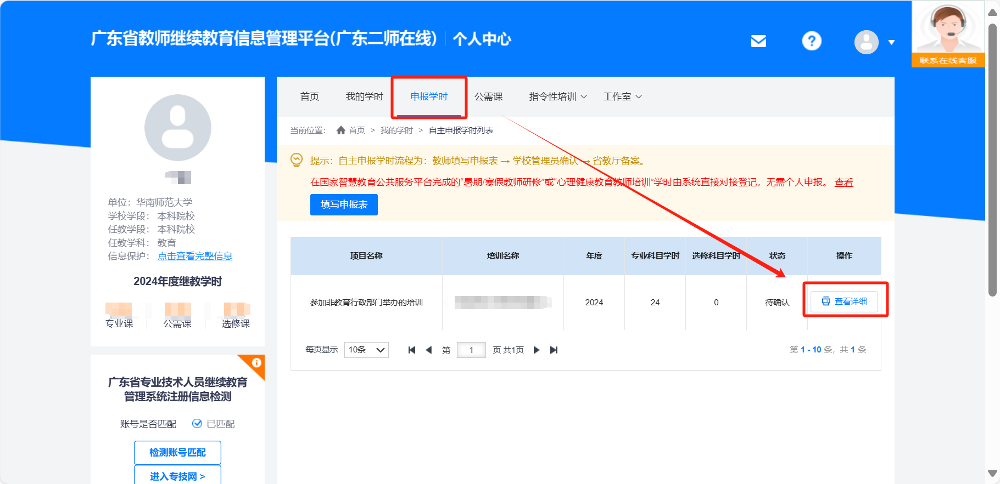 广东省教师继续教育信息管理平台(广东二师在线) 个人中心
联系在线客服
首页 我的学时 申报学时 公需课 指令性培训 工作室
当前位置: 首页 > 我的学时 > 自主申报学时列表
提示:自主申报学时流程为:教师填写申报表 → 学校管理员确认 → 省教厅备案。
在国家智慧教育公共服务平台完成的“暑期/寒假教师研修”或“心理健康教育教师培训”学时由系统直接对接登记,无需个人申报。 查看
填写申报表
项目名称 培训名称 年度 专业科目学时 选修科目学时 状态 操作
参加非教育行政部门举办的培训 2024 24 0 待确认 查看详细
每页显示 10条 第 1 页 共1页 第 1 - 10 条,共 1 条
单位:华南师范大学
学校学段: 本科院校
任教学段: 本科院校
任教学科: 教育
信息保护: 点击查看完整信息
2024年度继教学时
专业课 公需课 选修课
广东省专业技术人员继续教育
管理系统注册信息检测
账号是否匹配 已匹配
检测账号匹配
进入专技网 >